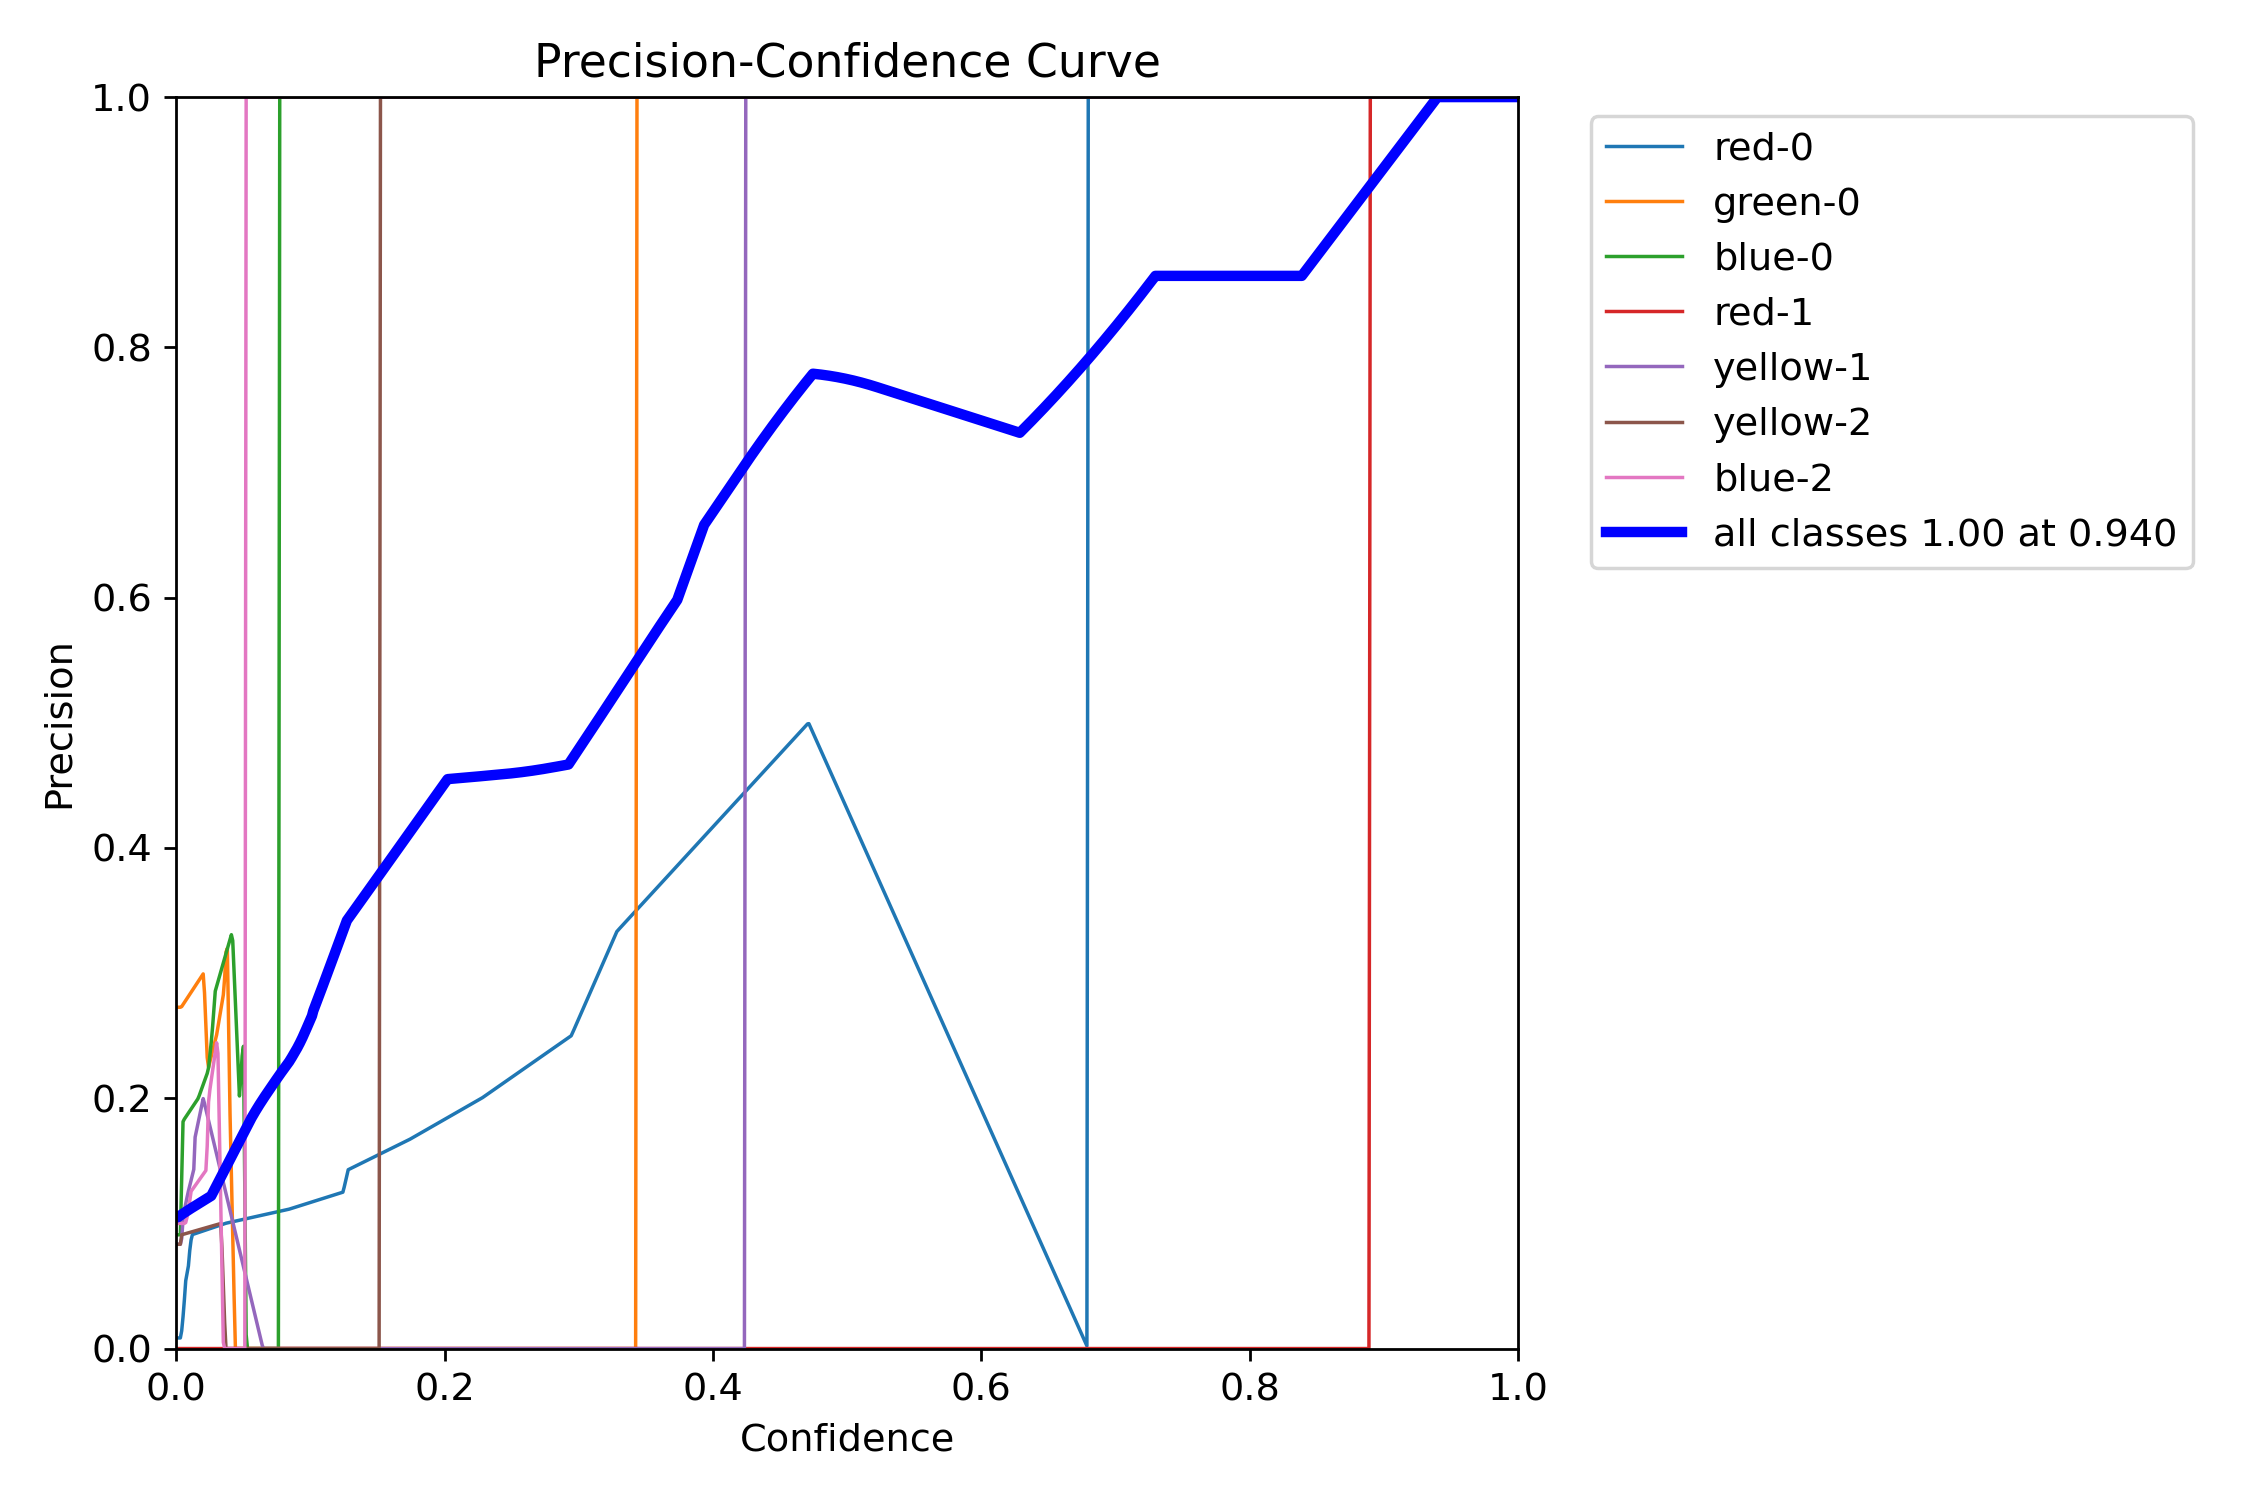 Precision-Confidence Curve
1.0
0.8
0.6
0.4
0.2
0.0
Precision
0.0 0.2 0.4 0.6 0.8 1.0
Confidence
red-0
green-0
blue-0
red-1
yellow-1
yellow-2
blue-2
all classes 1.00 at 0.940